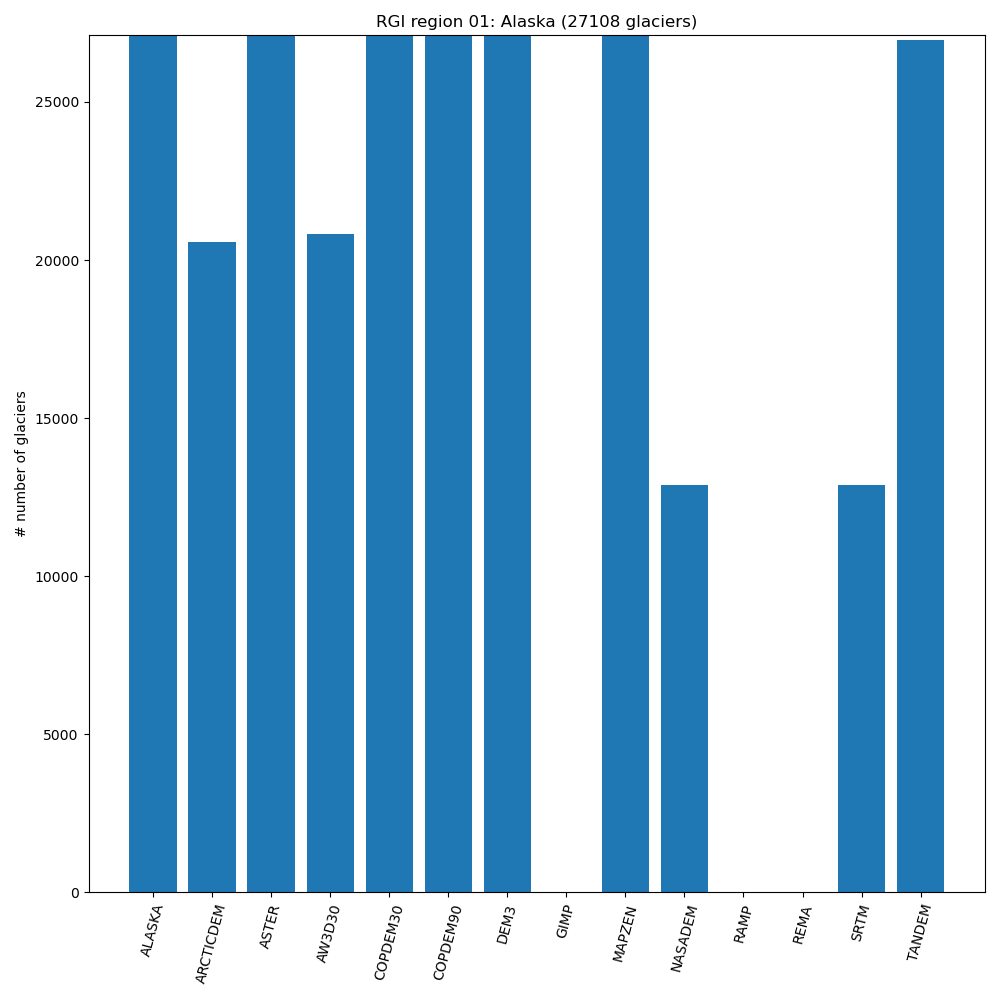 RGI region 01: Alaska (27108 glaciers)
# number of glaciers
25000
20000
15000
10000
5000
0
ALASKA
ARCTICDEM
ASTER
AW3D30
COPDEM30
COPDEM90
DEM3
GIMP
MAPZEN
NASADEM
RAMP
REMA
SRTM
TANDEM